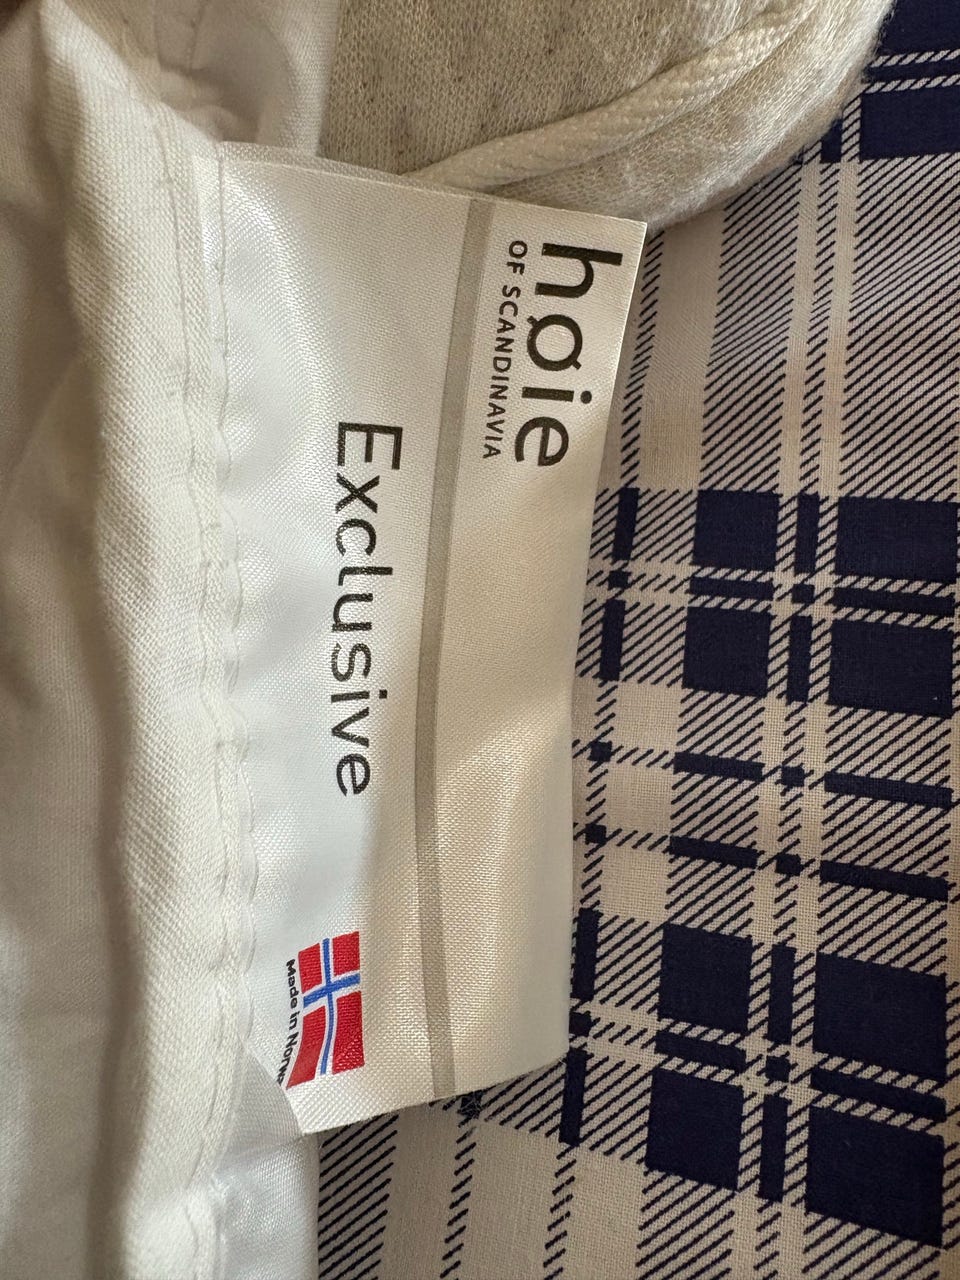 høie
OF SCANDINAVIA
Exclusive
Made in